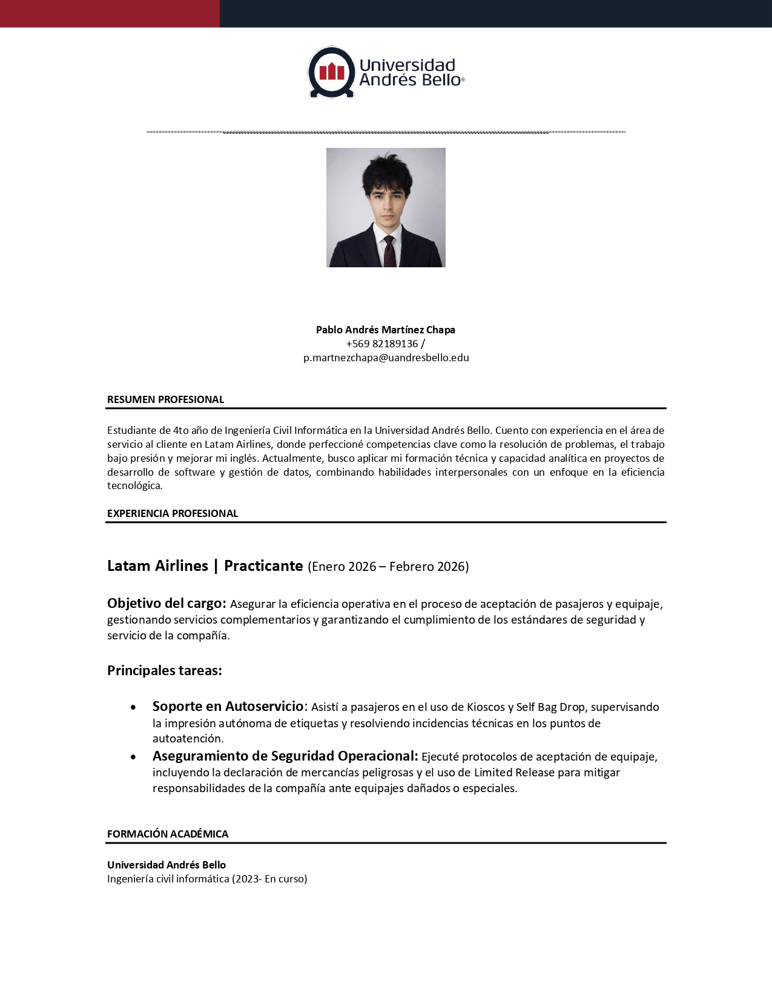 Universidad
Andrés Bello®
Pablo Andrés Martínez Chapa
+569 82189136 /
p.martnezchapa@uandresbello.edu
RESUMEN PROFESIONAL
Estudiante de 4to año de Ingeniería Civil Informática en la Universidad Andrés Bello. Cuento con experiencia en el área de
servicio al cliente en Latam Airlines, donde perfeccioné competencias clave como la resolución de problemas, el trabajo
bajo presión y mejorar mi inglés. Actualmente, busco aplicar mi formación técnica y capacidad analítica en proyectos de
desarrollo de software y gestión de datos, combinando habilidades interpersonales con un enfoque en la eficiencia
tecnológica.
EXPERIENCIA PROFESIONAL
Latam Airlines | Practicante (Enero 2026 – Febrero 2026)
Objetivo del cargo: Asegurar la eficiencia operativa en el proceso de aceptación de pasajeros y equipaje,
gestionando servicios complementarios y garantizando el cumplimiento de los estándares de seguridad y
servicio de la compañía.
Principales tareas:
• Soporte en Autoservicio: Asistí a pasajeros en el uso de Kioscos y Self Bag Drop, supervisando
la impresión autónoma de etiquetas y resolviendo incidencias técnicas en los puntos de
autoatención.
• Aseguramiento de Seguridad Operacional: Ejecuté protocolos de aceptación de equipaje,
incluyendo la declaración de mercancías peligrosas y el uso de Limited Release para mitigar
responsabilidades de la compañía ante equipajes dañados o especiales.
FORMACIÓN ACADÉMICA
Universidad Andrés Bello
Ingeniería civil informática (2023- En curso)